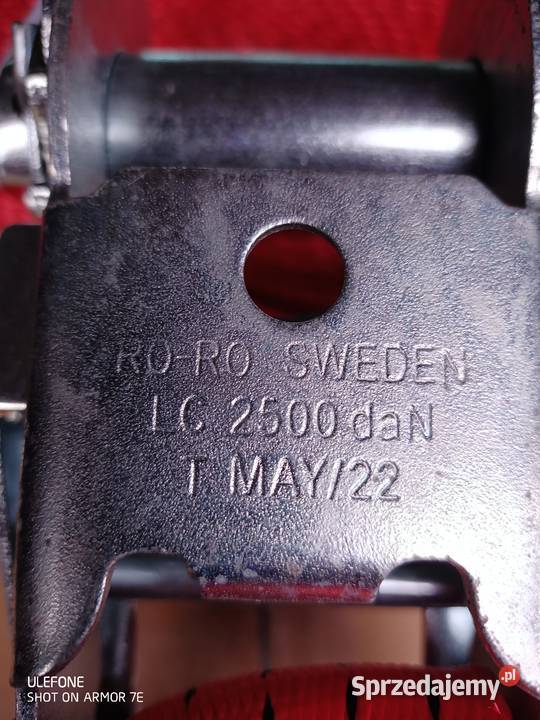 RO-RO SWEDEN
LC 2500 daN
T MAY/22
ULEFONE
SHOT ON ARMOR 7E
Sprzedajemy.pl